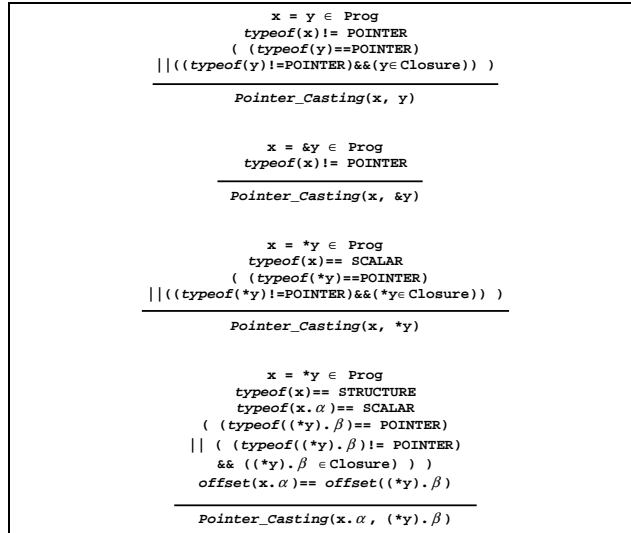 x = y ∈ Prog
typeof(x)!= POINTER
( (typeof(y)==POINTER)
||((typeof(y)!=POINTER)&&(y∈Closure)) )
Pointer_Casting(x, y)
x = &y ∈ Prog
typeof(x)!= POINTER
Pointer_Casting(x, &y)
x = *y ∈ Prog
typeof(x)== SCALAR
( (typeof(*y)==POINTER)
||((typeof(*y)!=POINTER)&&(*y∈Closure)) )
Pointer_Casting(x, *y)
x = *y ∈ Prog
typeof(x)== STRUCTURE
typeof(x.α)== SCALAR
( (typeof((*y).β)== POINTER)
|| ( (typeof((*y).β)!= POINTER)
&& ((*y).β ∈Closure) ) )
offset(x.α)== offset((*y).β)
Pointer_Casting(x.α, (*y).β)